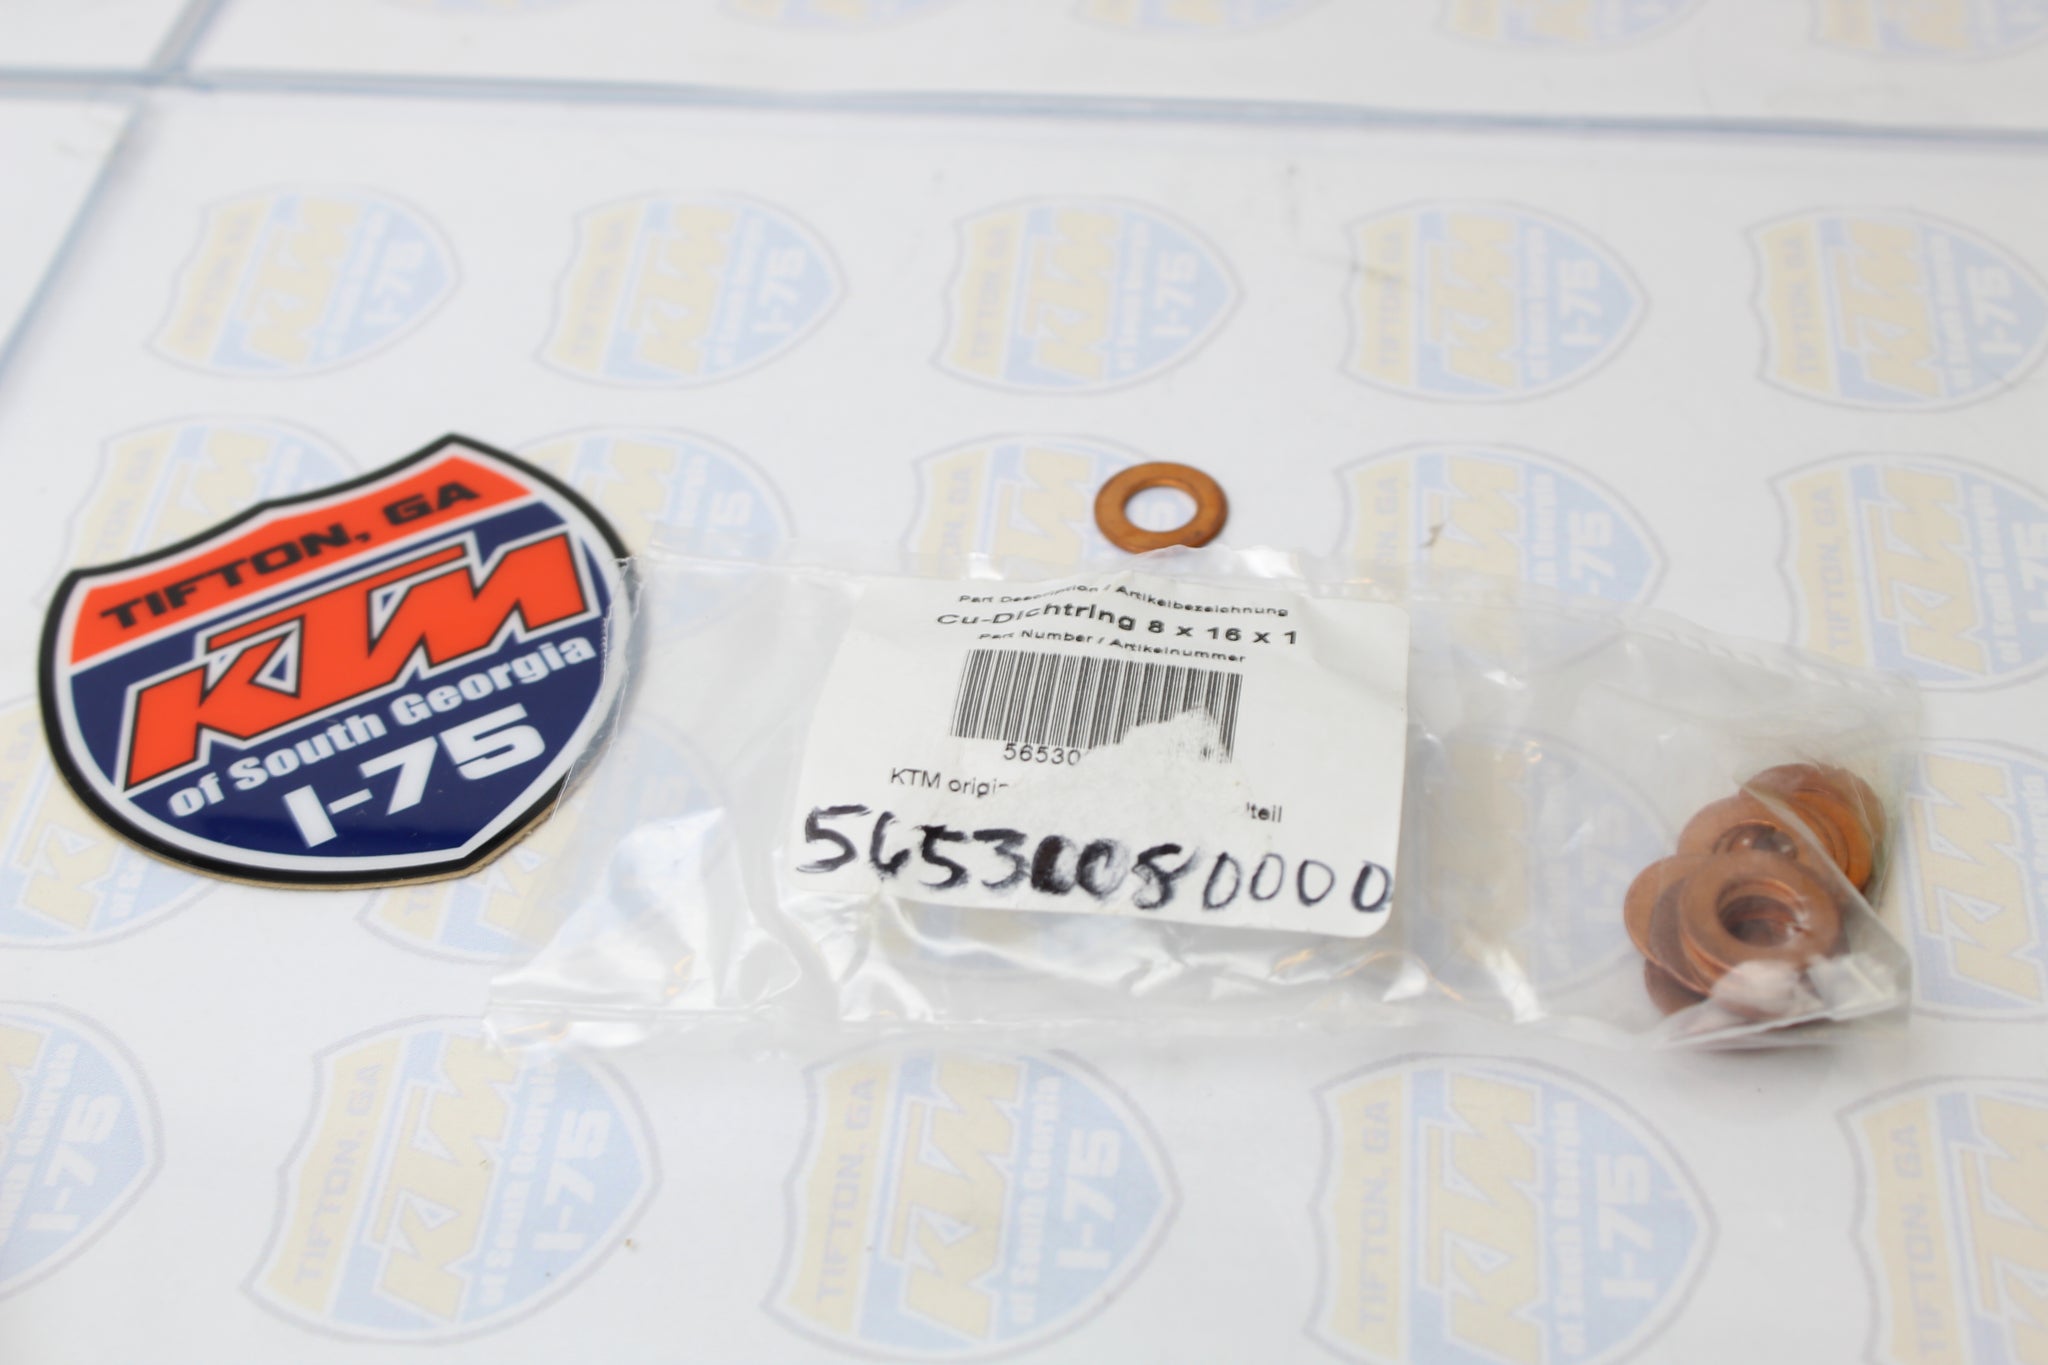 TIFTON, GA
KTM
of South Georgia
I-75
Part Description / Artikelbezeichnung
Cu-Dichtring 8 x 16 x 1
Part Number / Artikelnummer
56530
KTM
56530080000